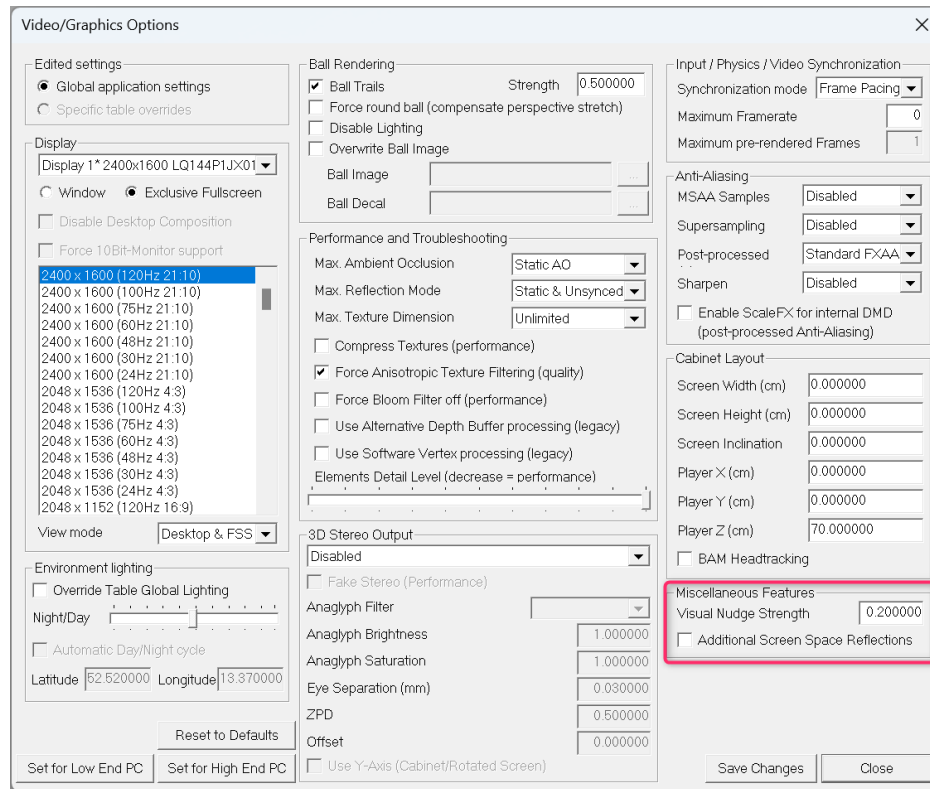 Video/Graphics Options
Edited settings
Global application settings
Specific table overrides
Display
Display 1* 2400x1600 LQ144P1JX01
Window Exclusive Fullscreen
Disable Desktop Composition
Force 10Bit-Monitor support
2400 x 1600 (120Hz 21:10)
2400 x 1600 (100Hz 21:10)
2400 x 1600 (75Hz 21:10)
2400 x 1600 (60Hz 21:10)
2400 x 1600 (48Hz 21:10)
2400 x 1600 (30Hz 21:10)
2400 x 1600 (24Hz 21:10)
2048 x 1536 (120Hz 4:3)
2048 x 1536 (100Hz 4:3)
2048 x 1536 (75Hz 4:3)
2048 x 1536 (60Hz 4:3)
2048 x 1536 (48Hz 4:3)
2048 x 1536 (30Hz 4:3)
2048 x 1536 (24Hz 4:3)
2048 x 1152 (120Hz 16:9)
View mode Desktop & FSS
Environment lighting
Override Table Global Lighting
Night/Day
Automatic Day/Night cycle
Latitude 52.520000 Longitude 13.370000
Reset to Defaults
Set for Low End PC Set for High End PC
Ball Rendering
Ball Trails Strength 0.500000
Force round ball (compensate perspective stretch)
Disable Lighting
Overwrite Ball Image
Ball Image ...
Ball Decal ...
Performance and Troubleshooting
Max. Ambient Occlusion Static AO
Max. Reflection Mode Static & Unsynced
Max. Texture Dimension Unlimited
Compress Textures (performance)
Force Anisotropic Texture Filtering (quality)
Force Bloom Filter off (performance)
Use Alternative Depth Buffer processing (legacy)
Use Software Vertex processing (legacy)
Elements Detail Level (decrease = performance)
3D Stereo Output
Disabled
Fake Stereo (Performance)
Anaglyph Filter
Anaglyph Brightness 1.000000
Anaglyph Saturation 1.000000
Eye Separation (mm) 0.030000
ZPD 0.500000
Offset 0.000000
Use Y-Axis (Cabinet/Rotated Screen)
Input / Physics / Video Synchronization
Synchronization mode Frame Pacing
Maximum Framerate 0
Maximum pre-rendered Frames 1
Anti-Aliasing
MSAA Samples Disabled
Supersampling Disabled
Post-processed Standard FXAA
Sharpen Disabled
Enable ScaleFX for internal DMD
(post-processed Anti-Aliasing)
Cabinet Layout
Screen Width (cm) 0.000000
Screen Height (cm) 0.000000
Screen Inclination 0.000000
Player X (cm) 0.000000
Player Y (cm) 0.000000
Player Z (cm) 70.000000
BAM Headtracking
Miscellaneous Features
Visual Nudge Strength 0.200000
Additional Screen Space Reflections
Save Changes Close